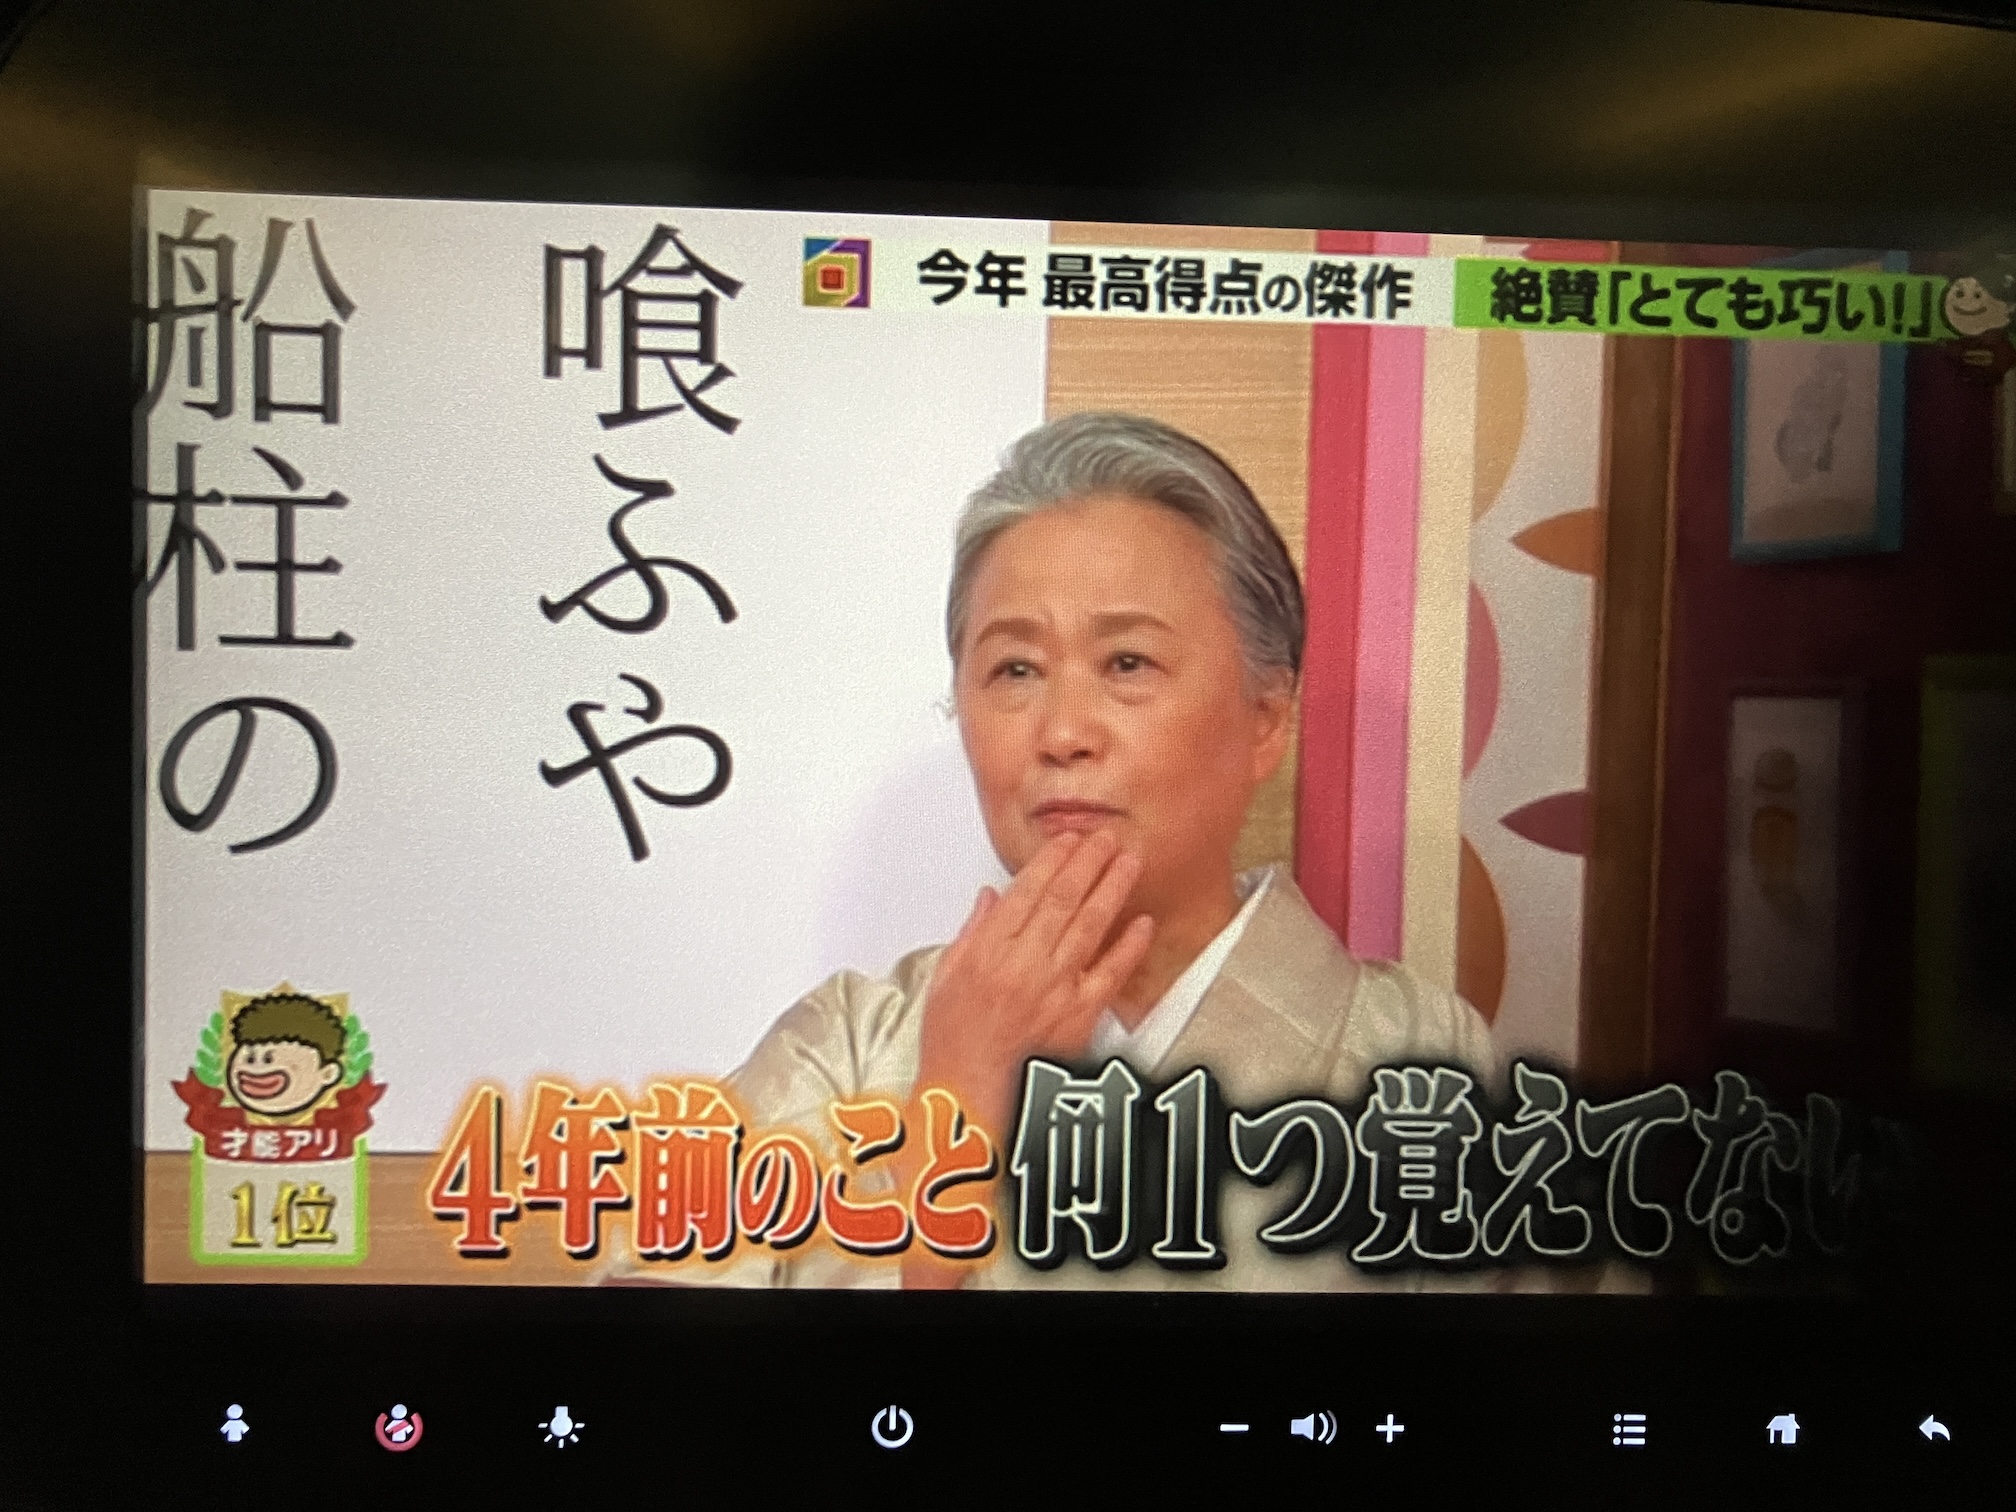 今年 最高得点の傑作
絶賛「とても巧い!」
喰ふや
船柱の
才能アリ
1位
4年前のこと何1つ覚えてない